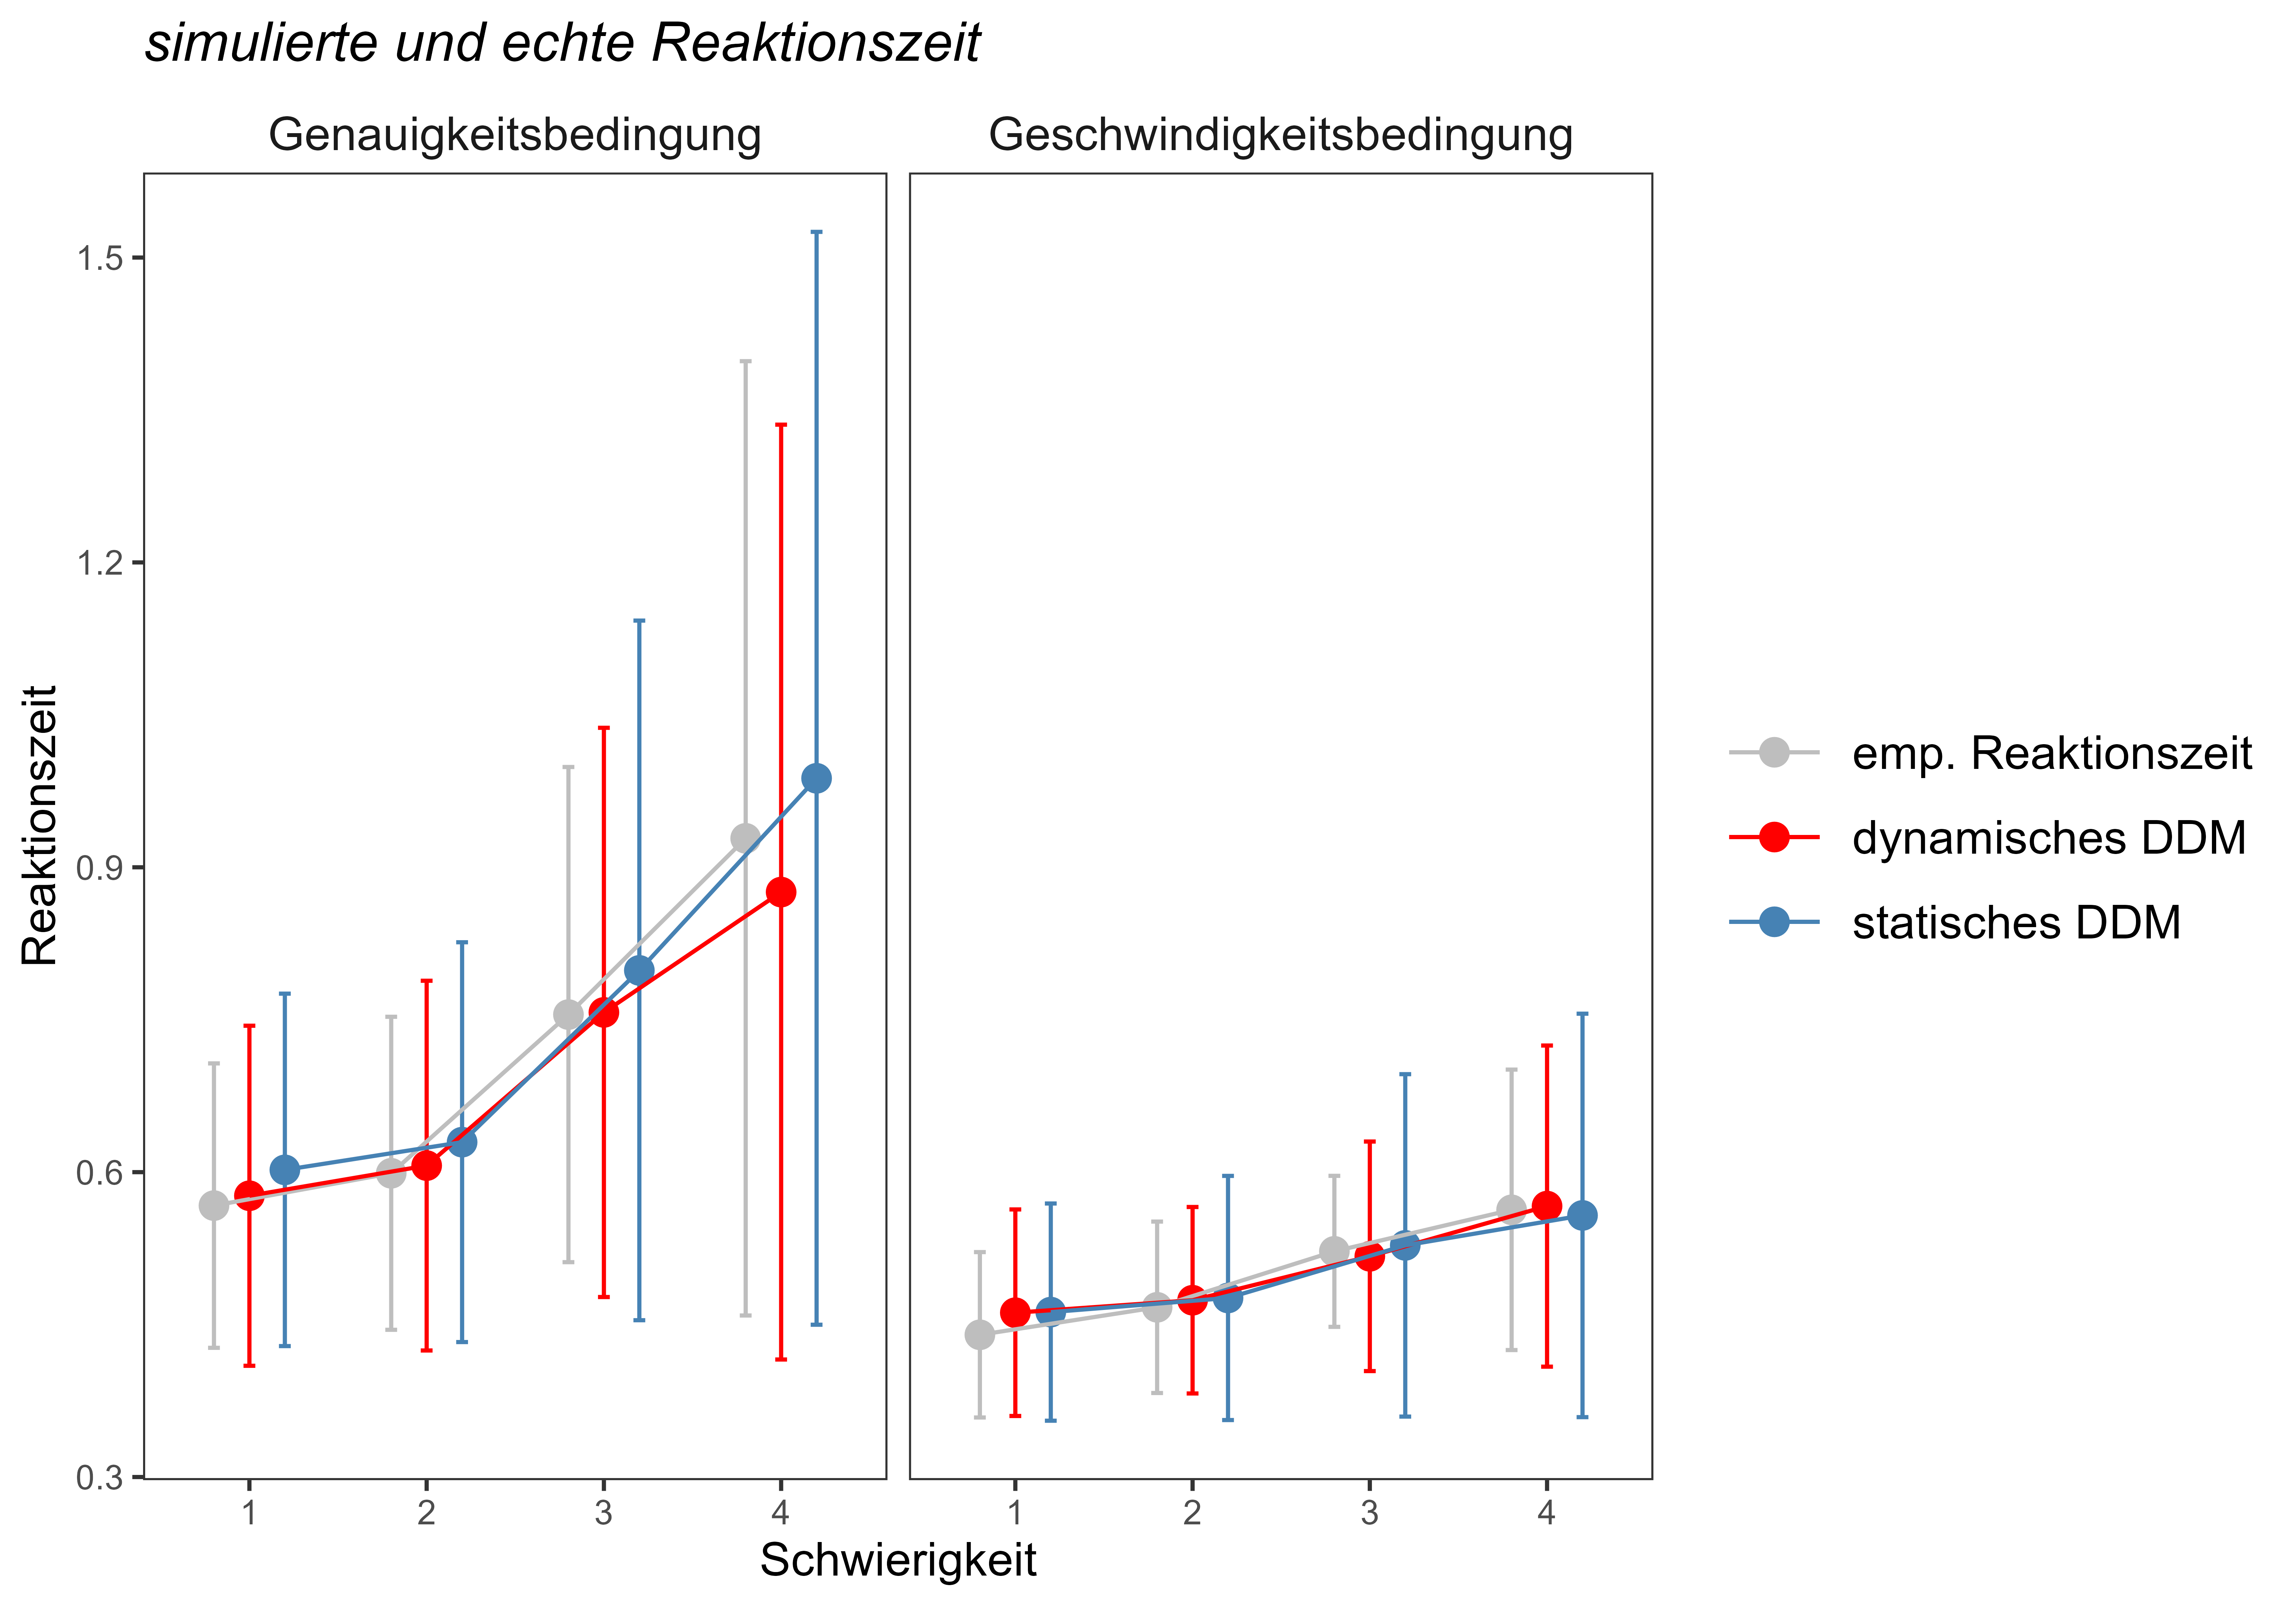 simulierte und echte Reaktionszeit
Genauigkeitsbedingung
Geschwindigkeitsbedingung
1.5
1.2
0.9
0.6
0.3
Reaktionszeit
1 2 3 4
1 2 3 4
Schwierigkeit
emp. Reaktionszeit
dynamisches DDM
statisches DDM